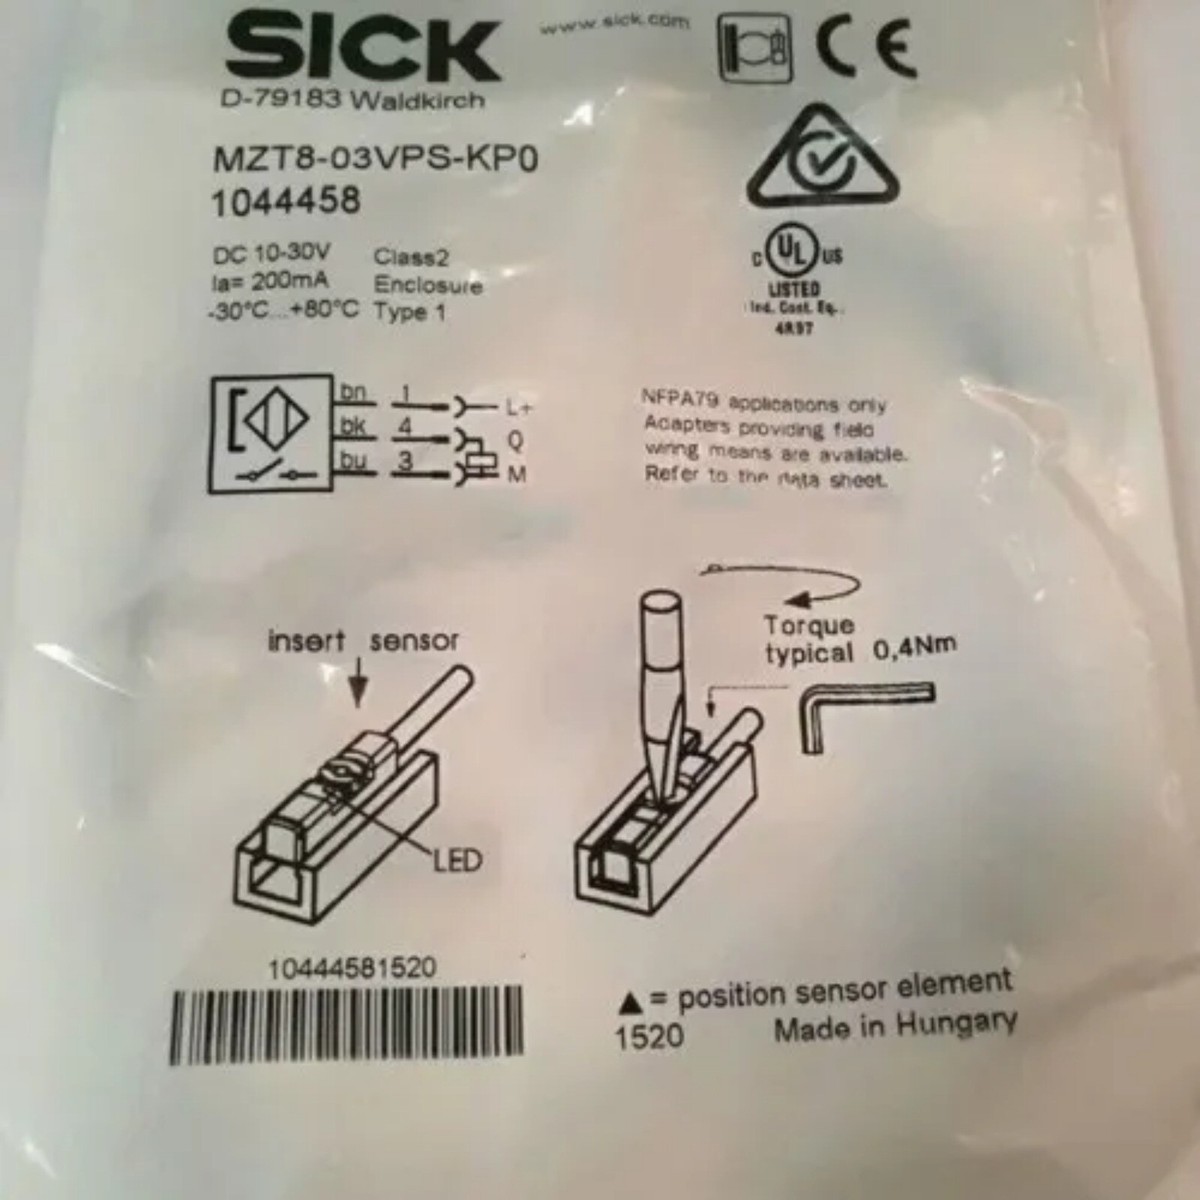 SICK
www.sick.com
CE
D-79183 Waldkirch
MZT8-03VPS-KP0
1044458
DC 10-30V Class2
Ia= 200mA Enclosure
-30°C...+80°C Type 1
C UL US
LISTED
Ind. Cont. Eq.
4R97
bn 1 L+
bk 4 Q
bu 3 M
NFPA79 applications only
Adapters providing field
wiring means are available.
Refer to the data sheet.
insert sensor
LED
Torque
typical 0,4Nm
10444581520
▲ = position sensor element
1520 Made in Hungary